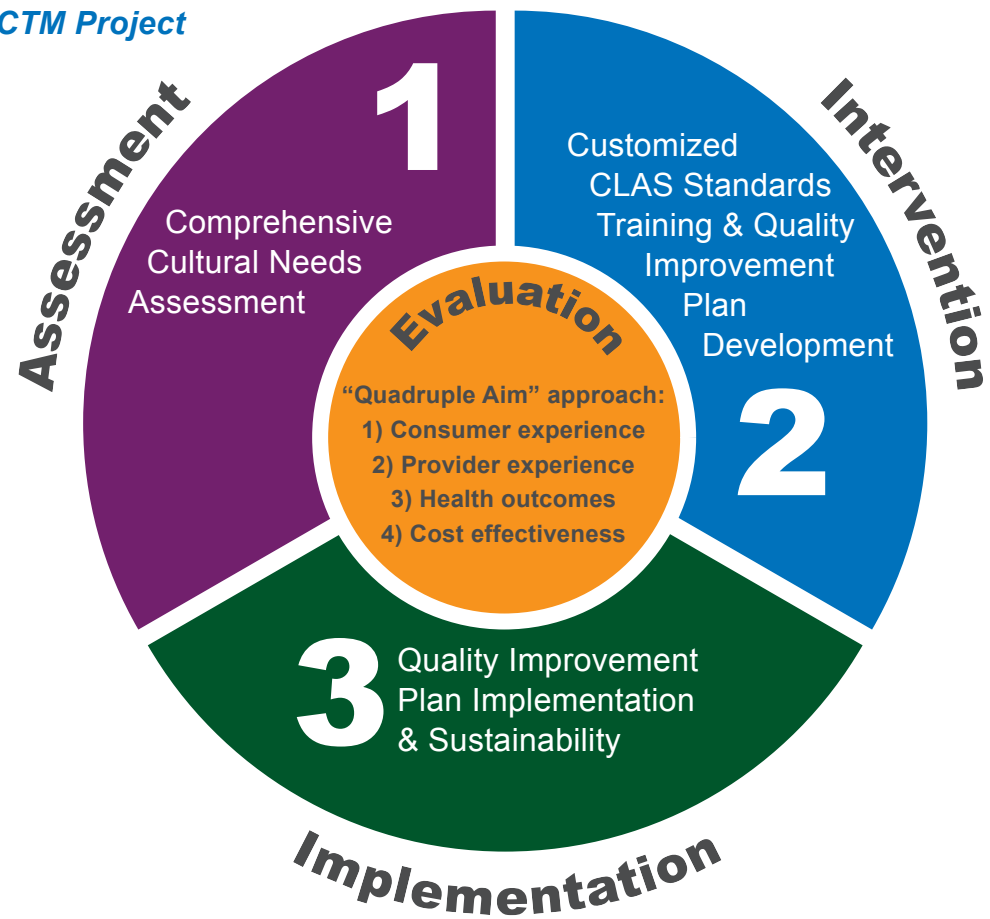 CTM Project
Assessment
1
Comprehensive
Cultural Needs
Assessment
Intervention
Customized
CLAS Standards
Training & Quality
Improvement
Plan
Development
2
Evaluation
“Quadruple Aim” approach:
1) Consumer experience
2) Provider experience
3) Health outcomes
4) Cost effectiveness
3
Quality Improvement
Plan Implementation
& Sustainability
Implementation